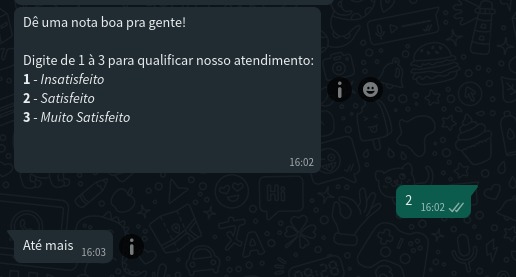 Dê uma nota boa pra gente!
Digite de 1 à 3 para qualificar nosso atendimento:
1 - Insatisfeito
2 - Satisfeito
3 - Muito Satisfeito
16:02
2 16:02
Até mais 16:03